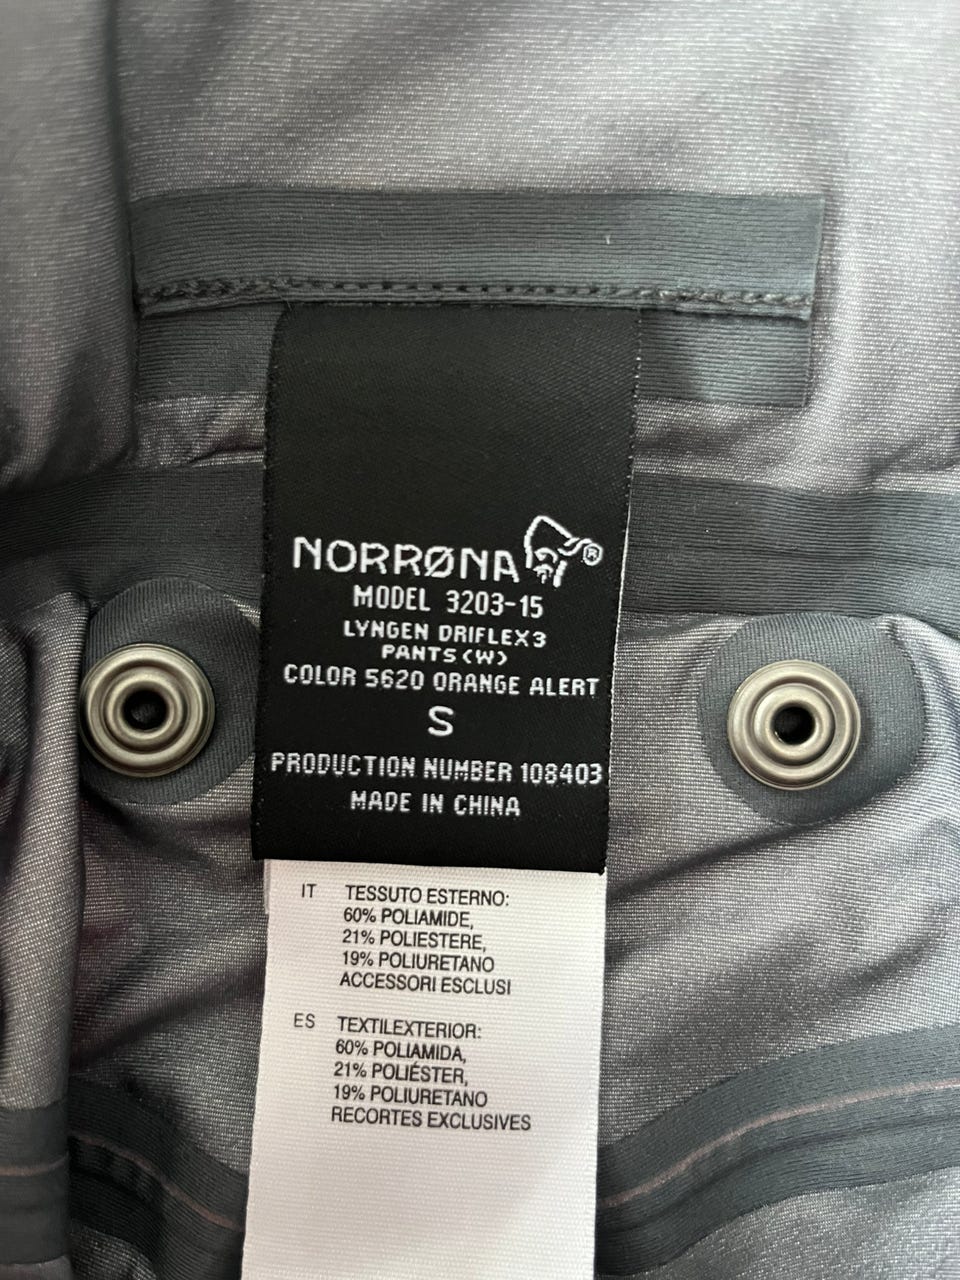 NORRØNA®
MODEL 3203-15
LYNGEN DRIFLEX3
PANTS (W)
COLOR 5620 ORANGE ALERT
S
PRODUCTION NUMBER 108403
MADE IN CHINA
IT TESSUTO ESTERNO:
60% POLIAMIDE,
21% POLIESTERE,
19% POLIURETANO
ACCESSORI ESCLUSI
ES TEXTILEXTERIOR:
60% POLIAMIDA,
21% POLIÉSTER,
19% POLIURETANO
RECORTES EXCLUSIVES